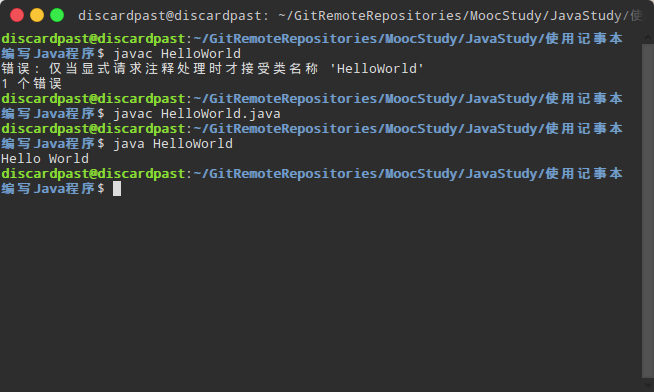 discardpast@discardpast: ~/GitRemoteRepositories/MoocStudy/JavaStudy/使
discardpast@discardpast:~/GitRemoteRepositories/MoocStudy/JavaStudy/使用记事本
编写Java程序$ javac HelloWorld
错误: 仅当显式请求注释处理时才接受类名称 'HelloWorld'
1 个错误
discardpast@discardpast:~/GitRemoteRepositories/MoocStudy/JavaStudy/使用记事本
编写Java程序$ javac HelloWorld.java
discardpast@discardpast:~/GitRemoteRepositories/MoocStudy/JavaStudy/使用记事本
编写Java程序$ java HelloWorld
Hello World
discardpast@discardpast:~/GitRemoteRepositories/MoocStudy/JavaStudy/使用记事本
编写Java程序$